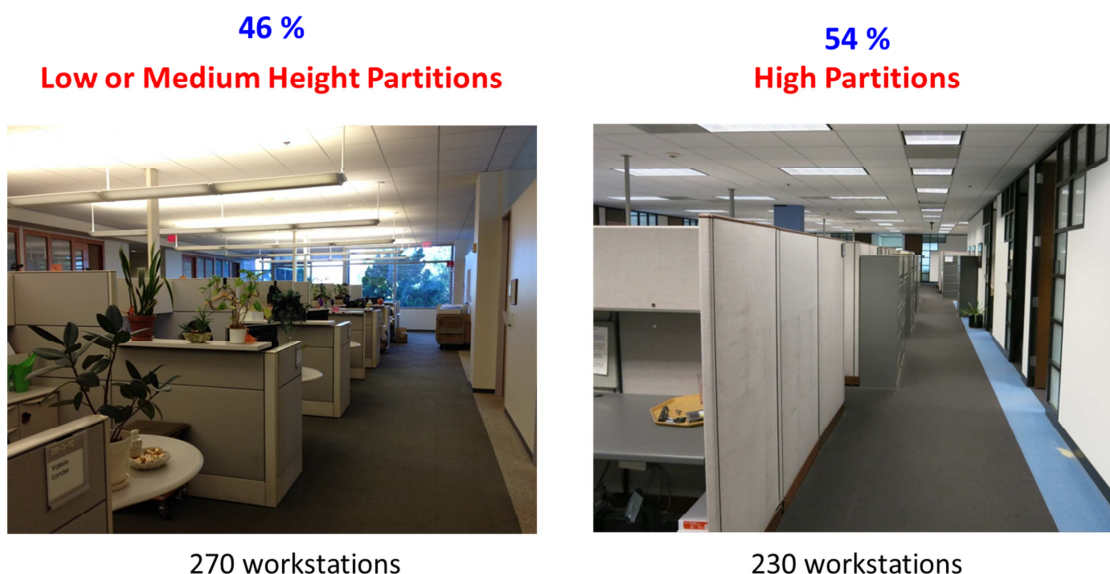 46 %
Low or Medium Height Partitions
270 workstations
54 %
High Partitions
230 workstations